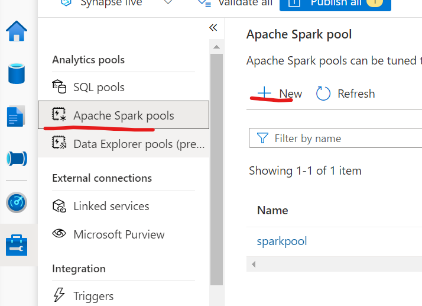 Synapse live
Validate all
Publish all
Analytics pools
SQL pools
Apache Spark pools
Data Explorer pools (pre...
External connections
Linked services
Microsoft Purview
Integration
Triggers
Apache Spark pool
Apache Spark pools can be tuned
New
Refresh
Filter by name
Showing 1-1 of 1 item
Name
sparkpool